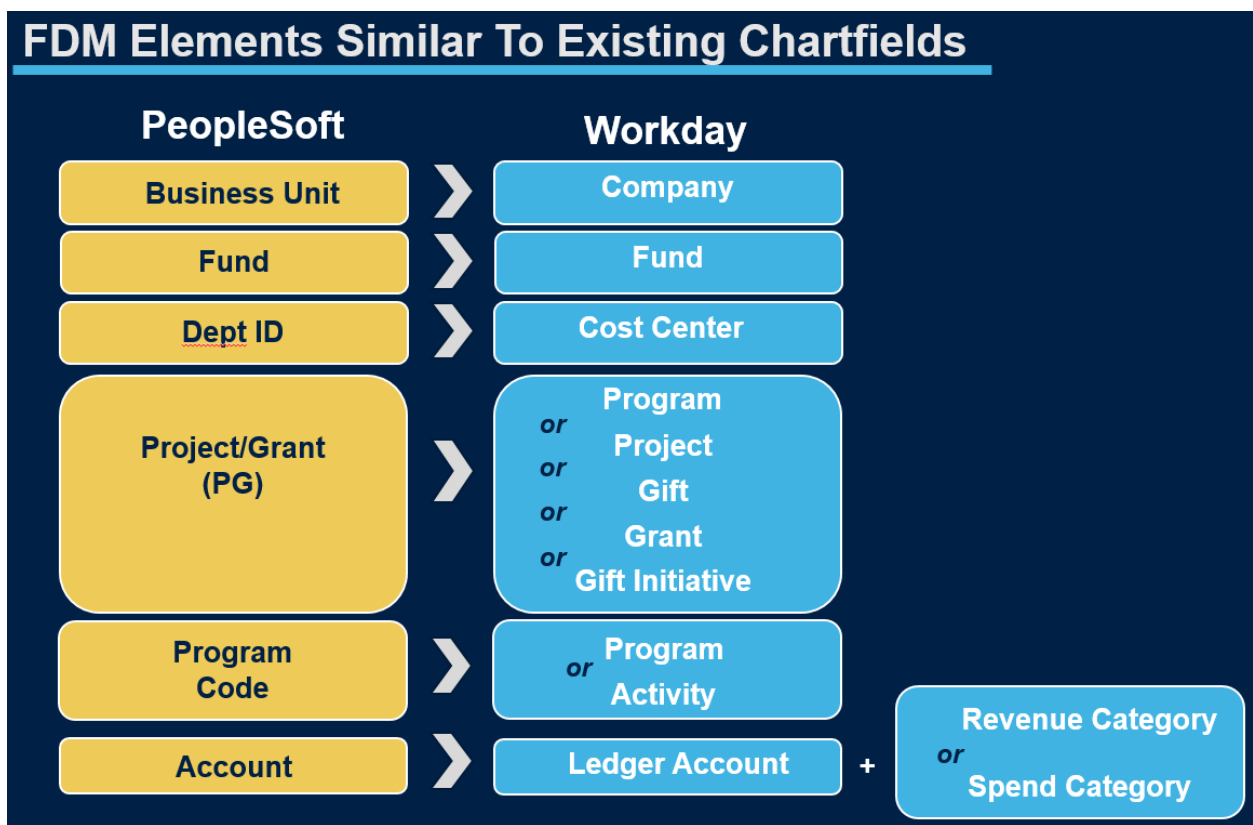 FDM Elements Similar To Existing Chartfields
PeopleSoft
Workday
Business Unit
Company
Fund
Fund
Dept ID
Cost Center
Project/Grant
(PG)
Program
or
Project
or
Gift
or
Grant
or
Gift Initiative
Program
Code
Program
or
Activity
Account
Ledger Account
+
Revenue Category
or
Spend Category